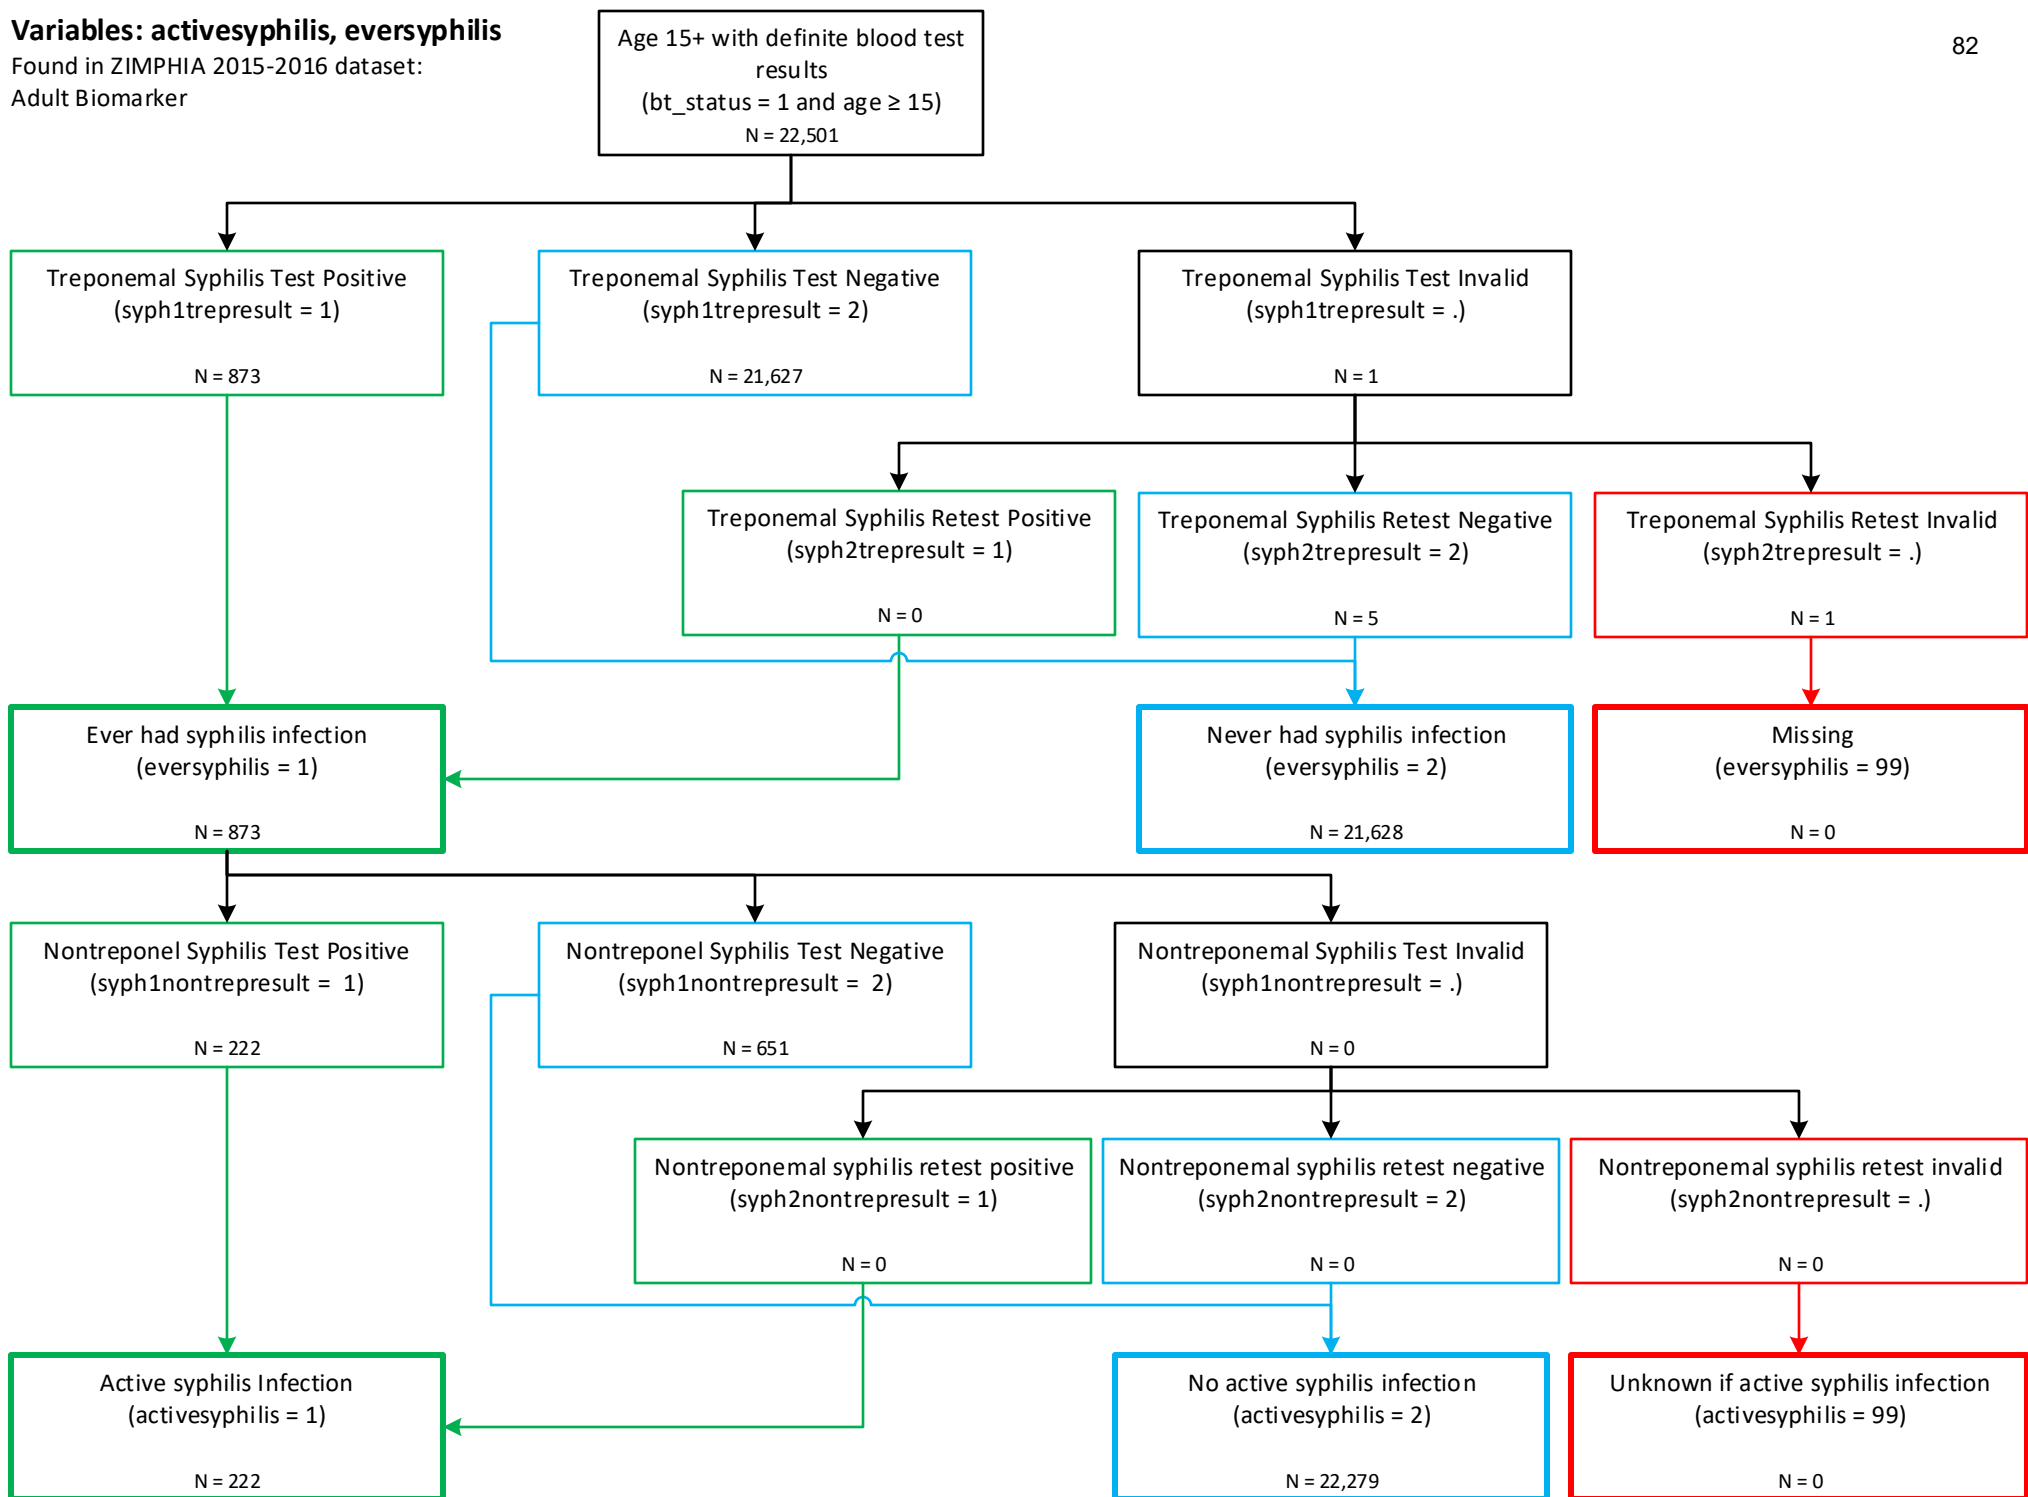 Variables: activesyphilis, eversyphilis
Found in ZIMPHIA 2015-2016 dataset:
Adult Biomarker
82
Age 15+ with definite blood test
results
(bt_status = 1 and age ≥ 15)
N = 22,501
Treponemal Syphilis Test Positive
(syph1trepresult = 1)
N = 873
Treponemal Syphilis Test Negative
(syph1trepresult = 2)
N = 21,627
Treponemal Syphilis Test Invalid
(syph1trepresult = .)
N = 1
Treponemal Syphilis Retest Positive
(syph2trepresult = 1)
N = 0
Treponemal Syphilis Retest Negative
(syph2trepresult = 2)
N = 5
Treponemal Syphilis Retest Invalid
(syph2trepresult = .)
N = 1
Ever had syphilis infection
(eversyphilis = 1)
N = 873
Never had syphilis infection
(eversyphilis = 2)
N = 21,628
Missing
(eversyphilis = 99)
N = 0
Nontreponel Syphilis Test Positive
(syph1nontrepresult =  1)
N = 222
Nontreponel Syphilis Test Negative
(syph1nontrepresult =  2)
N = 651
Nontreponemal Syphilis Test Invalid
(syph1nontrepresult = .)
N = 0
Nontreponemal syphilis retest positive
(syph2nontrepresult = 1)
N = 0
Nontreponemal syphilis retest negative
(syph2nontrepresult = 2)
N = 0
Nontreponemal syphilis retest invalid
(syph2nontrepresult = .)
N = 0
Active syphilis Infection
(activesyphilis = 1)
N = 222
No active syphilis infection
(activesyphilis = 2)
N = 22,279
Unknown if active syphilis infection
(activesyphilis = 99)
N = 0